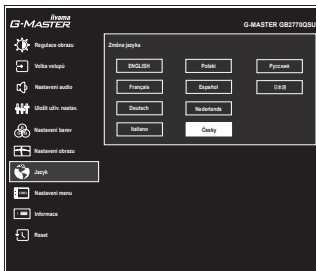 iiyama
G-MASTER
G-MASTER GB2770QSU
Regulace obrazu
Volba vstupů
Nastavení audio
Uložit uživ. nastav.
Nastavení barev
Nastavení obrazu
Jazyk
Nastavení menu
Informace
Reset
Změna jazyka
ENGLISH
Polski
Русский
Français
Español
日本語
Deutsch
Nederlands
Italiano
Česky
OSD